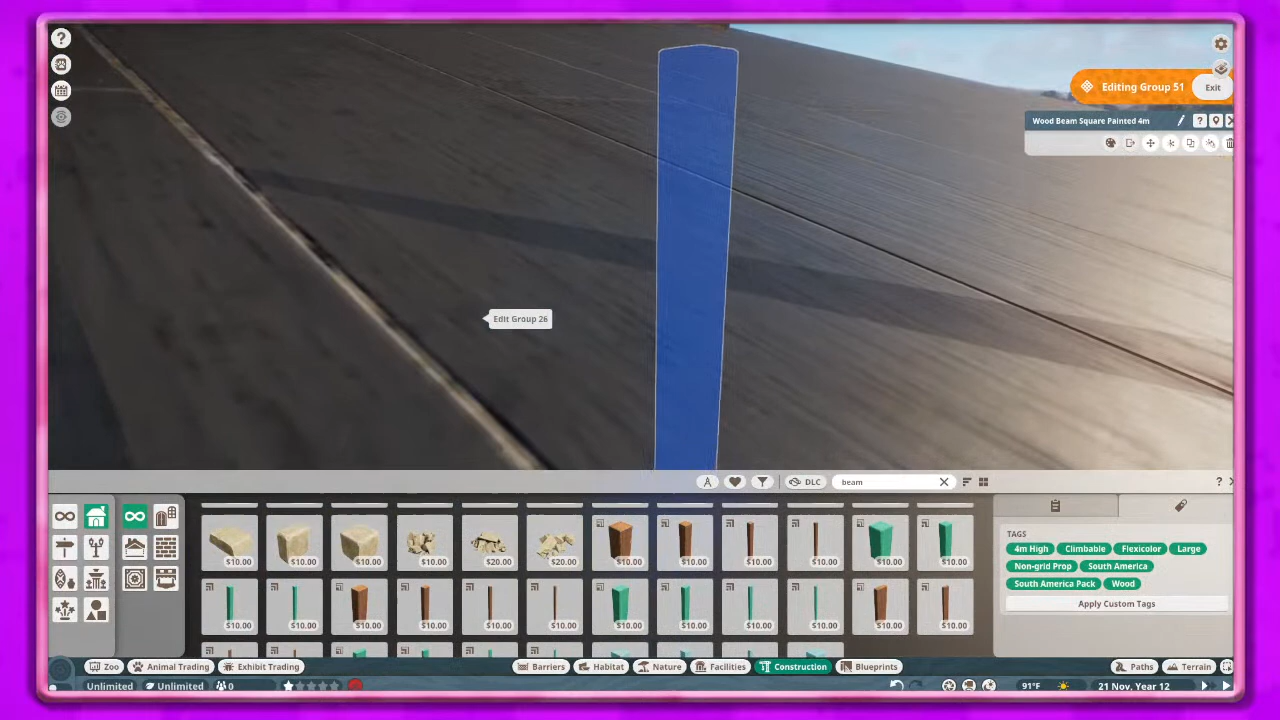 Editing Group 51
Exit
Wood Beam Square Painted 4m
?
Edit Group 26
DLC
beam
?
$10.00 $10.00 $10.00 $10.00 $20.00 $20.00 $10.00 $10.00 $10.00 $10.00 $10.00 $10.00
$10.00 $10.00 $10.00 $10.00 $10.00 $10.00 $10.00 $10.00 $10.00 $10.00 $10.00 $10.00
TAGS
4m High Climbable Flexicolor Large
Non-grid Prop South America
South America Pack Wood
Apply Custom Tags
Zoo Animal Trading Exhibit Trading Barriers Habitat Nature Facilities Construction Blueprints Paths Terrain
Unlimited Unlimited 0 91°F 21 Nov, Year 12